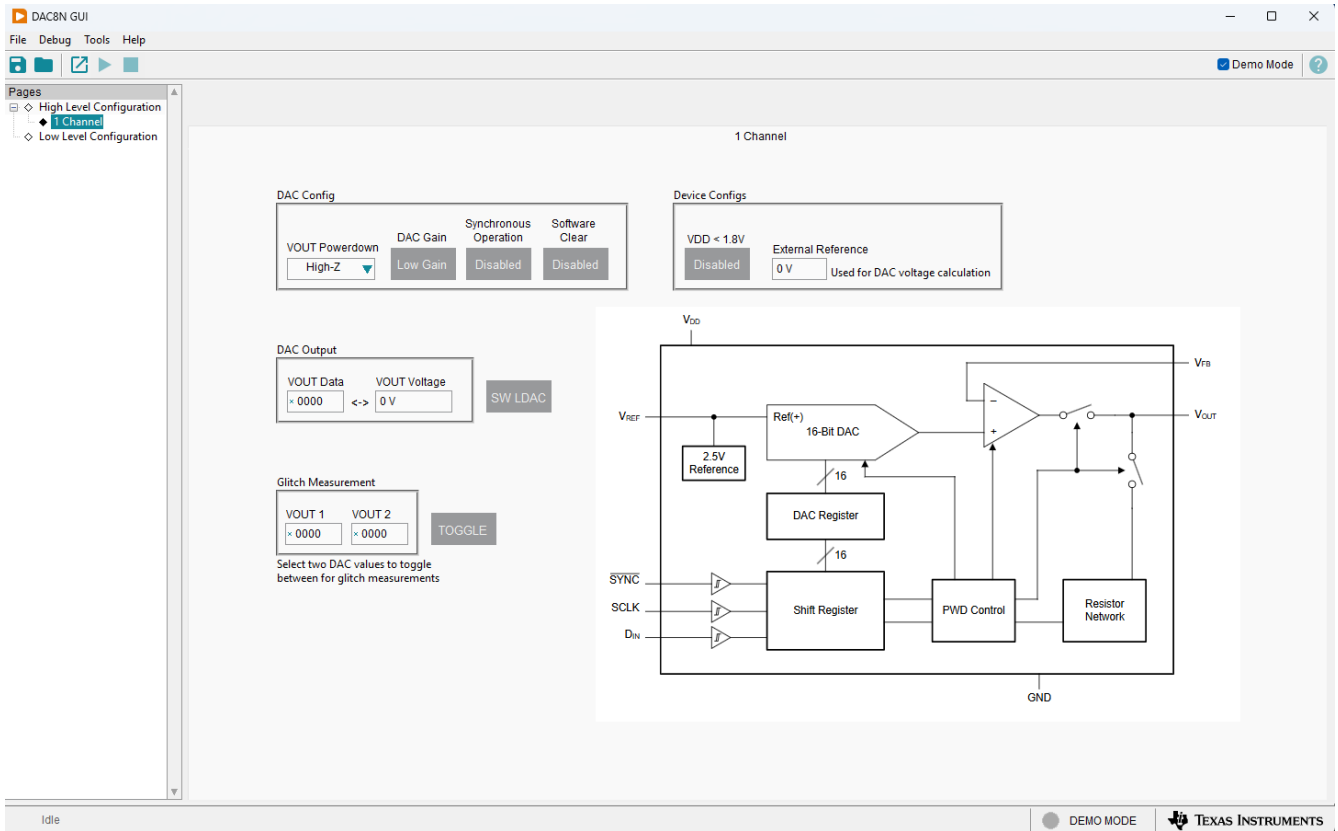 DAC8N GUI
File Debug Tools Help
Demo Mode
Pages
High Level Configuration
1 Channel
Low Level Configuration
1 Channel
DAC Config
VOUT Powerdown
High-Z
DAC Gain
Low Gain
Synchronous
Operation
Disabled
Software
Clear
Disabled
Device Configs
VDD < 1.8V
Disabled
External Reference
0 V
Used for DAC voltage calculation
DAC Output
VOUT Data
× 0000
<->
VOUT Voltage
0 V
SW LDAC
Glitch Measurement
VOUT 1
× 0000
VOUT 2
× 0000
TOGGLE
Select two DAC values to toggle
between for glitch measurements
VDD
VFB
VREF
Ref(+)
16-Bit DAC
−
+
VOUT
2.5V
Reference
16
DAC Register
16
SYNC
SCLK
DIN
Shift Register
PWD Control
Resistor
Network
GND
Idle
DEMO MODE
TEXAS INSTRUMENTS